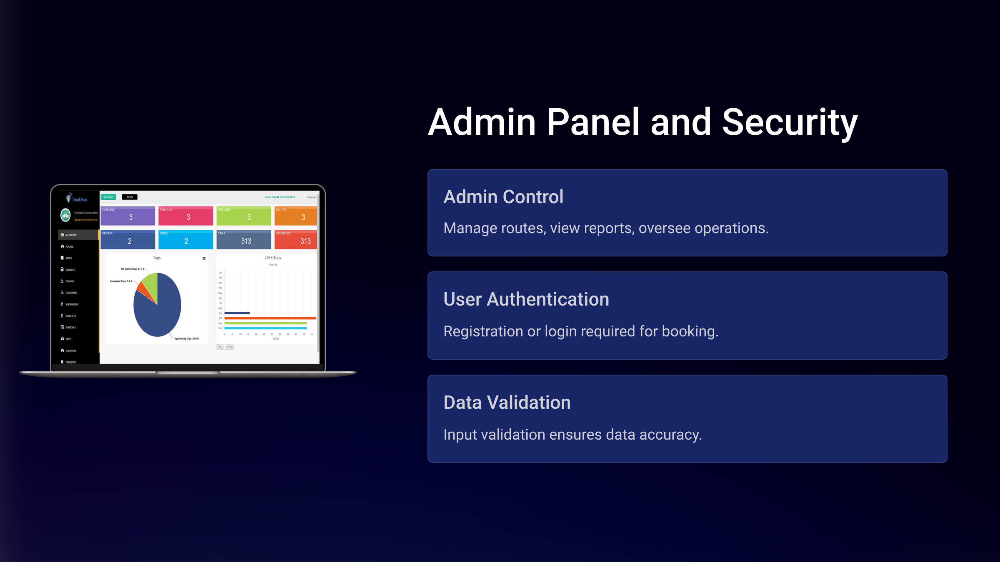 Admin Panel and Security
Admin Control
Manage routes, view reports, oversee operations.
User Authentication
Registration or login required for booking.
Data Validation
Input validation ensures data accuracy.
TrackBus
Welcome School Admin
George Mason University
DASHBOARD
ROUTES
STOPS
VEHICLES
DRIVERS
GUARDIANS
SUPERVISOR
STUDENTS
SCHEDULE
TRIPS
GODSVIEW
FEEDBACK
Set Time
Language
SCHEDULE
3
VEHICLES
3
STUDENTS
3
ROUTES
3
DRIVERS
2
STOPS
2
TRIPS
313
FEEDBACKS
313
Trips
Not Started Trips: 11.7 %
Completed Trips: 5.4 %
Upcomming Trips: 82.9 %
2018 Trips
Inverted
Jan
Feb
Mar
Apr
May
Jun
Jul
Aug
Sep
Oct
Nov
Dec
0 5 10 15 20 25 30 35 40 45 50 55
Values
Plain Inverted